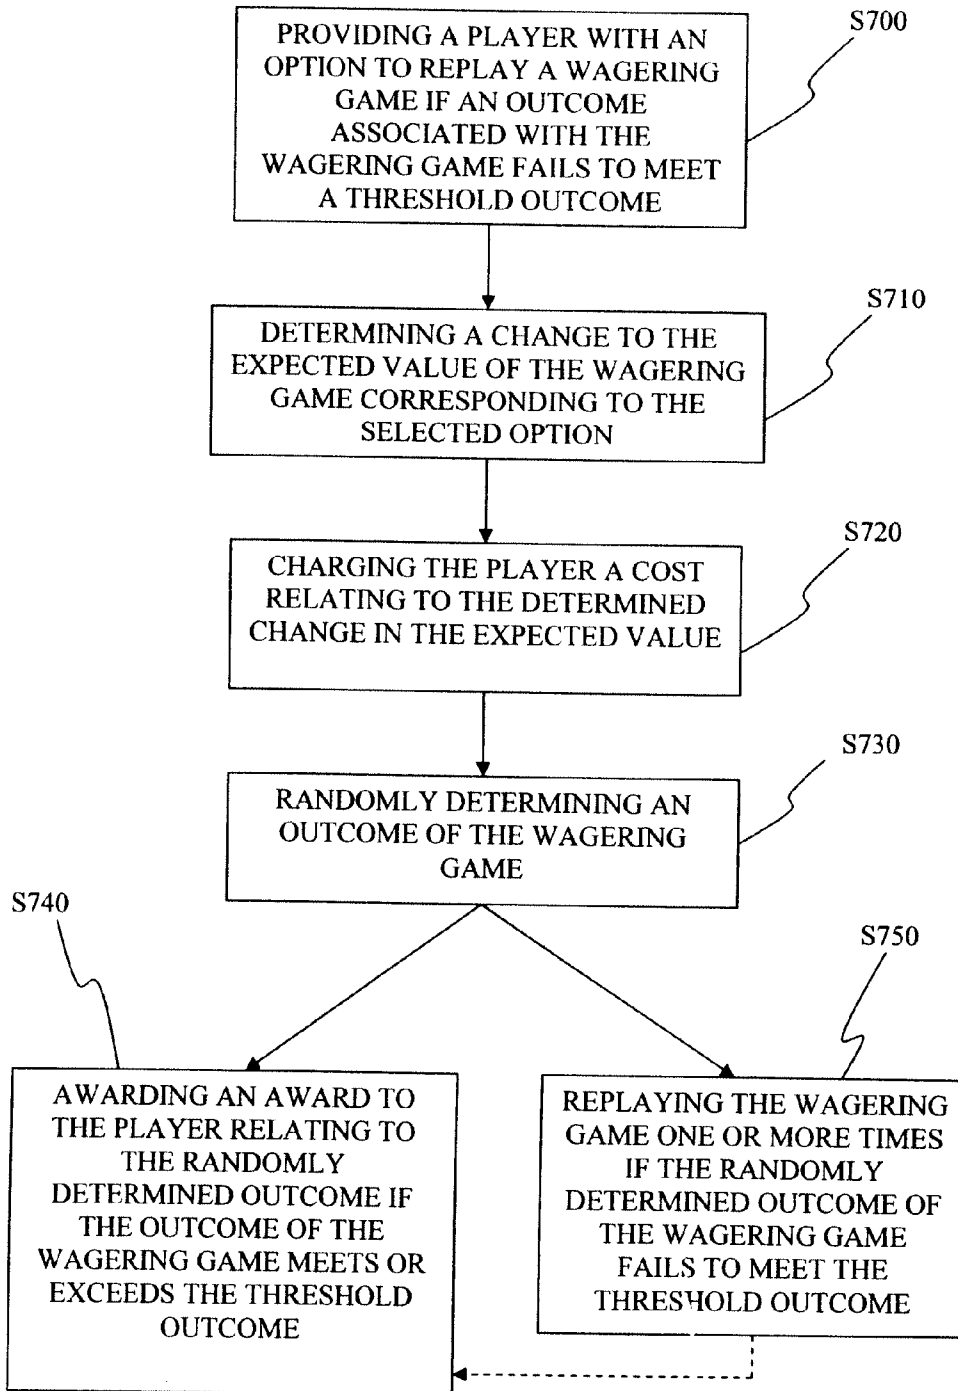 S700
PROVIDING A PLAYER WITH AN
OPTION TO REPLAY A WAGERING
GAME IF AN OUTCOME
ASSOCIATED WITH THE
WAGERING GAME FAILS TO MEET
A THRESHOLD OUTCOME
S710
DETERMINING A CHANGE TO THE
EXPECTED VALUE OF THE WAGERING
GAME CORRESPONDING TO THE
SELECTED OPTION
S720
CHARGING THE PLAYER A COST
RELATING TO THE DETERMINED
CHANGE IN THE EXPECTED VALUE
S730
RANDOMLY DETERMINING AN
OUTCOME OF THE WAGERING
GAME
S740
AWARDING AN AWARD TO
THE PLAYER RELATING TO
THE RANDOMLY
DETERMINED OUTCOME IF
THE OUTCOME OF THE
WAGERING GAME MEETS OR
EXCEEDS THE THRESHOLD
OUTCOME
S750
REPLAYING THE WAGERING
GAME ONE OR MORE TIMES
IF THE RANDOMLY
DETERMINED OUTCOME OF
THE WAGERING GAME
FAILS TO MEET THE
THRESHOLD OUTCOME